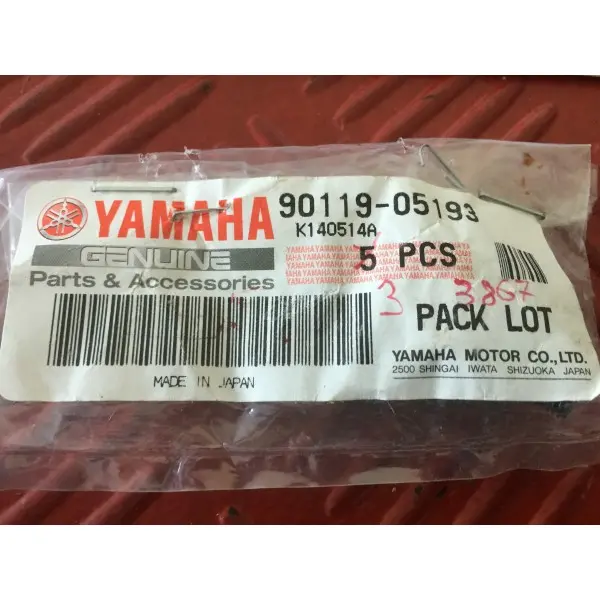 YAMAHA 90119-05193
K140514A
GENUINE
Parts & Accessories
5 PCS
3 3867
PACK LOT
YAMAHA MOTOR CO.,LTD.
2500 SHINGAI IWATA SHIZUOKA JAPAN
MADE IN JAPAN